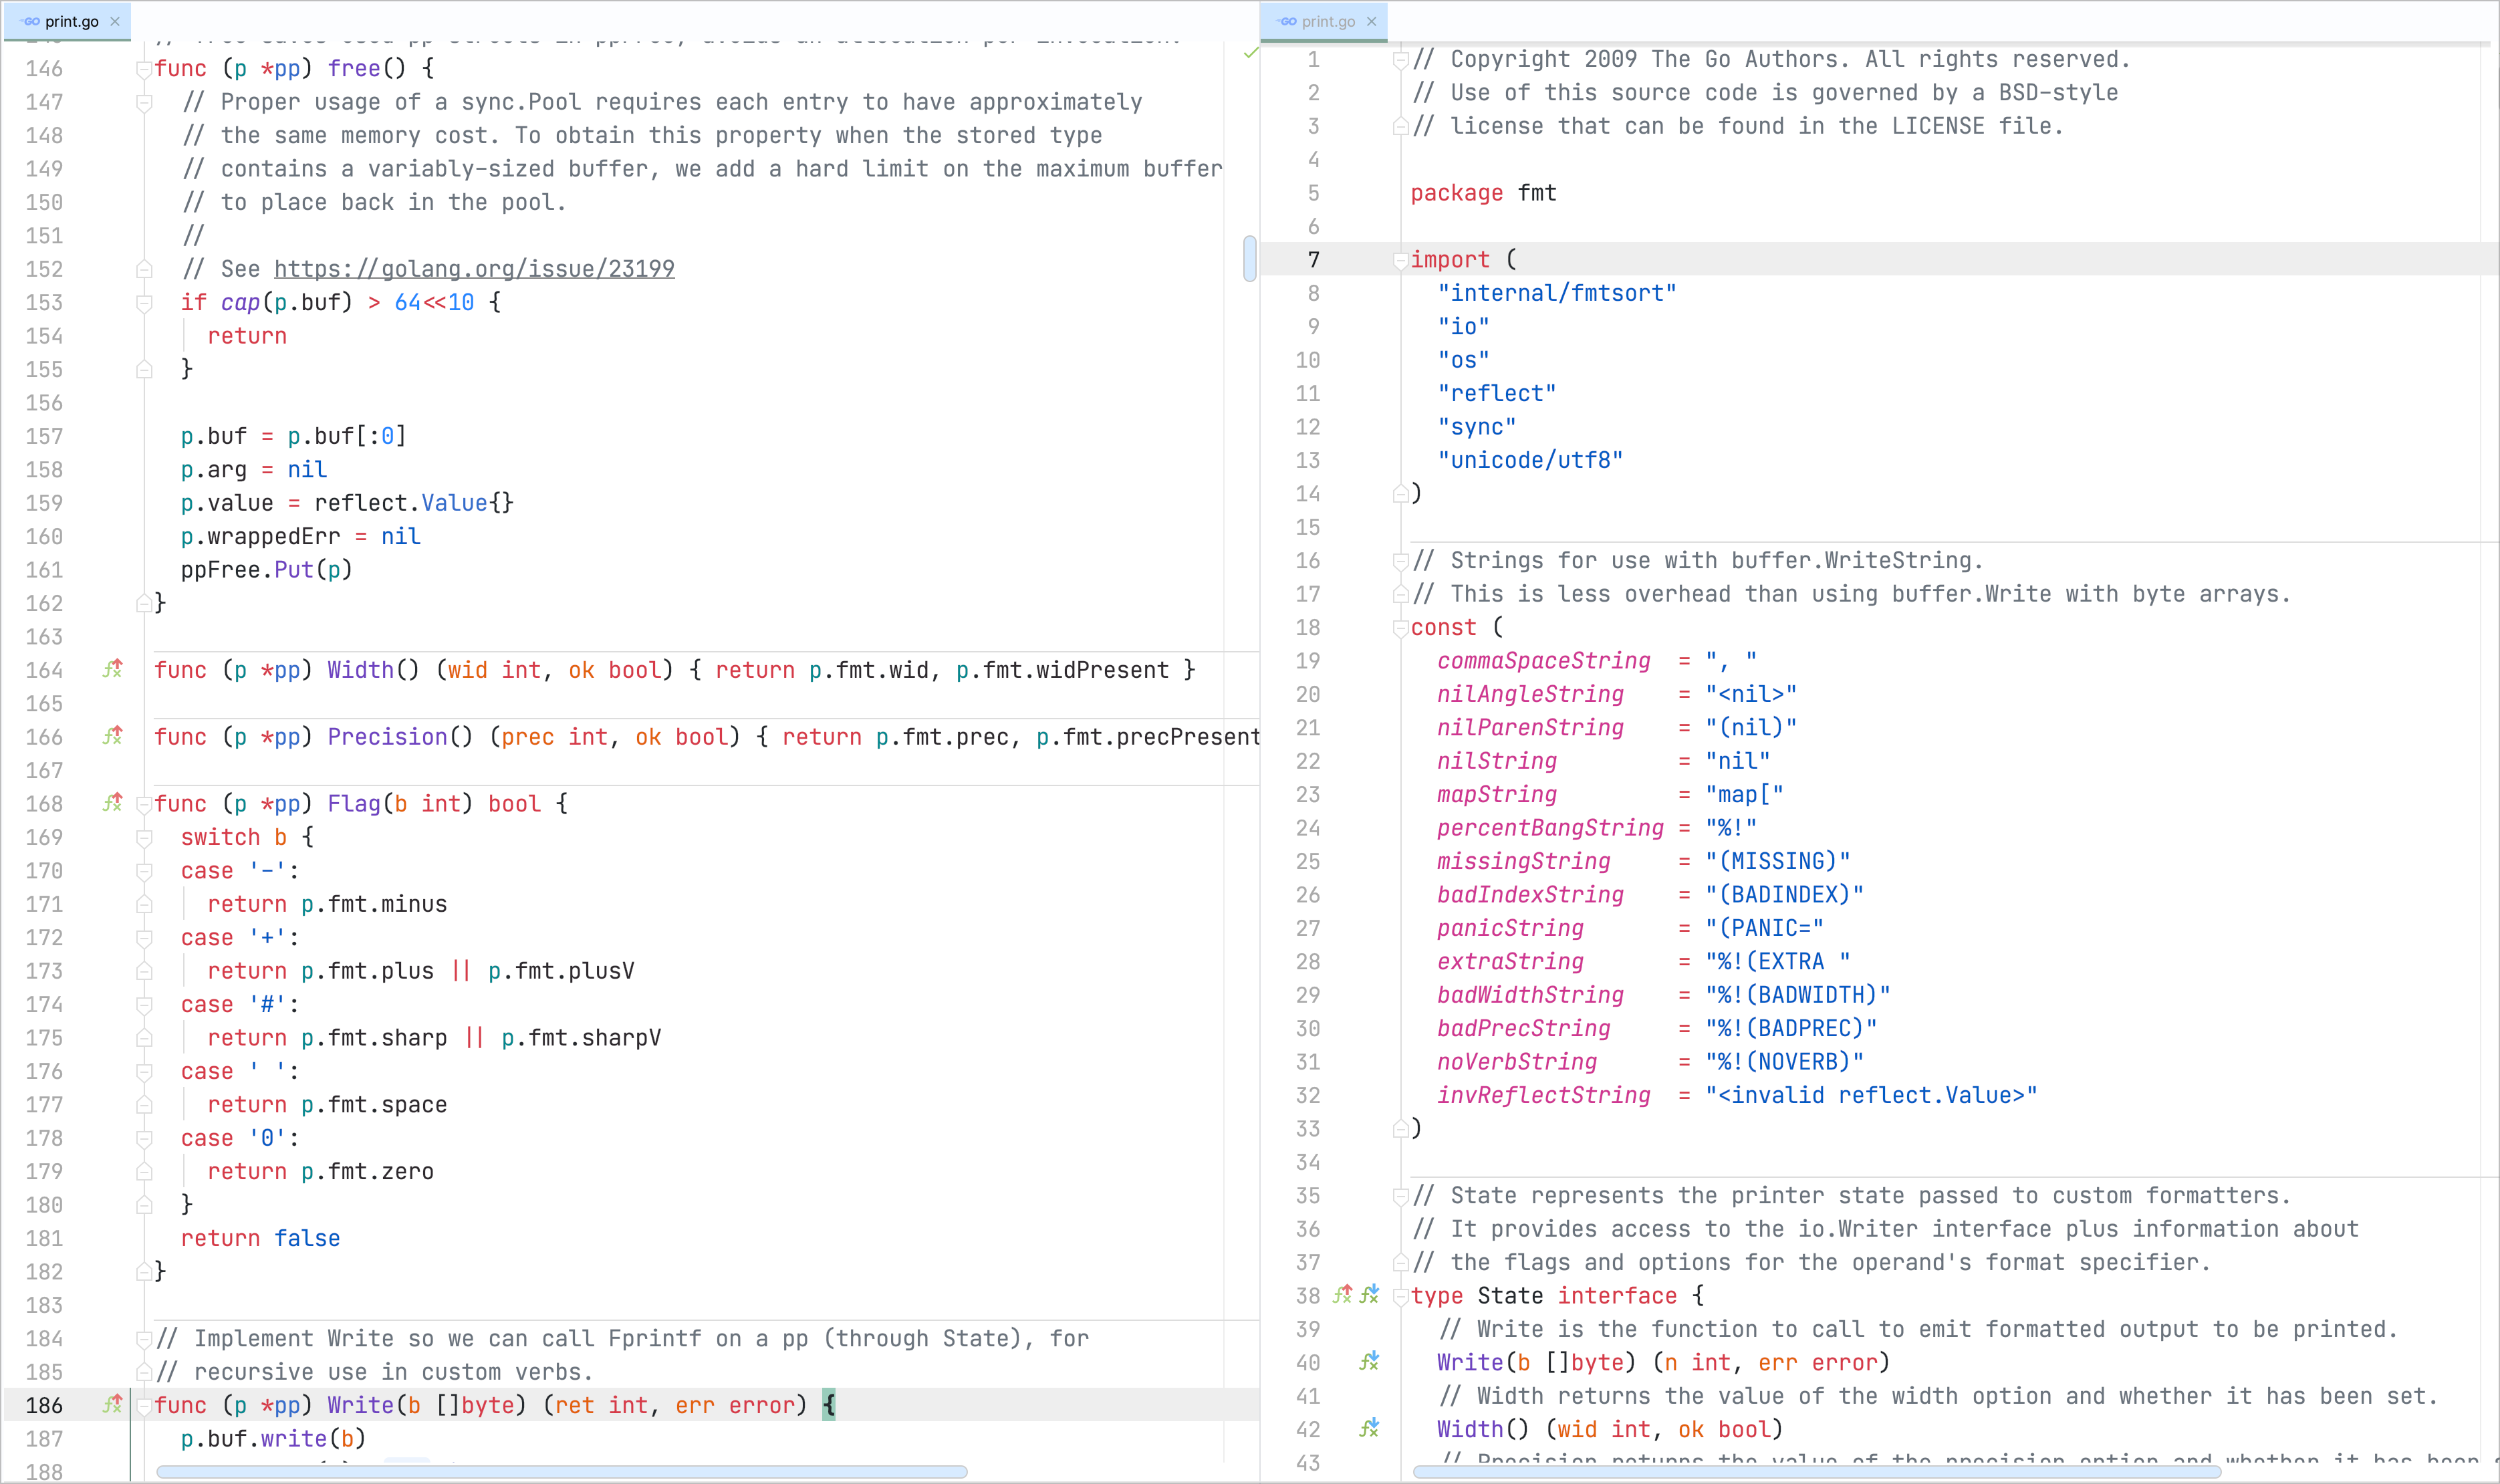 print.go
146 func (p *pp) free() {
147 // Proper usage of a sync.Pool requires each entry to have approximately
148 // the same memory cost. To obtain this property when the stored type
149 // contains a variably-sized buffer, we add a hard limit on the maximum buffer
150 // to place back in the pool.
151 //
152 // See https://golang.org/issue/23199
153 if cap(p.buf) > 64<<10 {
154 return
155 }
156
157 p.buf = p.buf[:0]
158 p.arg = nil
159 p.value = reflect.Value{}
160 p.wrappedErr = nil
161 ppFree.Put(p)
162 }
163
164 func (p *pp) Width() (wid int, ok bool) { return p.fmt.wid, p.fmt.widPresent }
165
166 func (p *pp) Precision() (prec int, ok bool) { return p.fmt.prec, p.fmt.precPresent
167
168 func (p *pp) Flag(b int) bool {
169 switch b {
170 case '-':
171 return p.fmt.minus
172 case '+':
173 return p.fmt.plus || p.fmt.plusV
174 case '#':
175 return p.fmt.sharp || p.fmt.sharpV
176 case ' ':
177 return p.fmt.space
178 case '0':
179 return p.fmt.zero
180 }
181 return false
182 }
183
184 // Implement Write so we can call Fprintf on a pp (through State), for
185 // recursive use in custom verbs.
186 func (p *pp) Write(b []byte) (ret int, err error) {
187 p.buf.write(b)
188
print.go
1 // Copyright 2009 The Go Authors. All rights reserved.
2 // Use of this source code is governed by a BSD-style
3 // license that can be found in the LICENSE file.
4
5 package fmt
6
7 import (
8 "internal/fmtsort"
9 "io"
10 "os"
11 "reflect"
12 "sync"
13 "unicode/utf8"
14 )
15
16 // Strings for use with buffer.WriteString.
17 // This is less overhead than using buffer.Write with byte arrays.
18 const (
19 commaSpaceString = ", "
20 nilAngleString = "<nil>"
21 nilParenString = "(nil)"
22 nilString = "nil"
23 mapString = "map["
24 percentBangString = "%!"
25 missingString = "(MISSING)"
26 badIndexString = "(BADINDEX)"
27 panicString = "(PANIC="
28 extraString = "%!(EXTRA "
29 badWidthString = "%!(BADWIDTH)"
30 badPrecString = "%!(BADPREC)"
31 noVerbString = "%!(NOVERB)"
32 invReflectString = "<invalid reflect.Value>"
33 )
34
35 // State represents the printer state passed to custom formatters.
36 // It provides access to the io.Writer interface plus information about
37 // the flags and options for the operand's format specifier.
38 type State interface {
39 // Write is the function to call to emit formatted output to be printed.
40 Write(b []byte) (n int, err error)
41 // Width returns the value of the width option and whether it has been set.
42 Width() (wid int, ok bool)
43 // Precision returns the value of the precision option and whether it has been